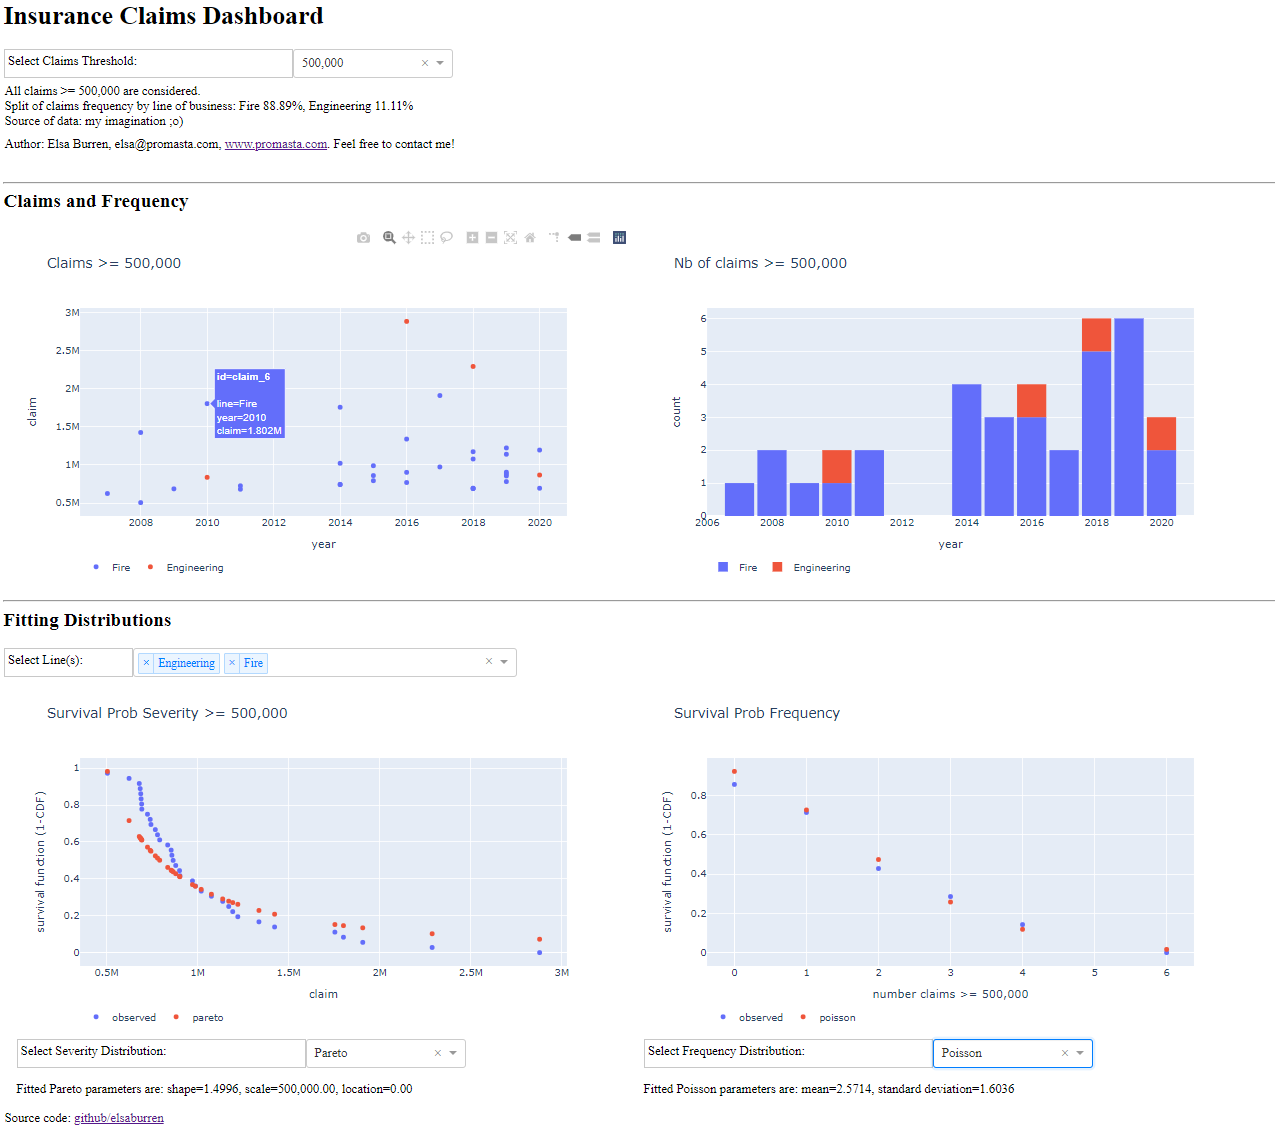 Insurance Claims Dashboard
Select Claims Threshold:
500,000
All claims >= 500,000 are considered.
Split of claims frequency by line of business: Fire 88.89%, Engineering 11.11%
Source of data: my imagination ;o)
Author: Elsa Burren, elsa@promasta.com, www.promasta.com. Feel free to contact me!
Claims and Frequency
Claims >= 500,000
3M
2.5M
2M
1.5M
1M
0.5M
claim
id=claim_6
line=Fire
year=2010
claim=1.802M
2008 2010 2012 2014 2016 2018 2020
year
Fire Engineering
Nb of claims >= 500,000
6
5
4
3
2
1
0
count
2006 2008 2010 2012 2014 2016 2018 2020
year
Fire Engineering
Fitting Distributions
Select Line(s):
× Engineering × Fire
Survival Prob Severity >= 500,000
1
0.8
0.6
0.4
0.2
0
survival function (1-CDF)
0.5M 1M 1.5M 2M 2.5M 3M
claim
observed pareto
Survival Prob Frequency
0.8
0.6
0.4
0.2
0
survival function (1-CDF)
0 1 2 3 4 5 6
number claims >= 500,000
observed poisson
Select Severity Distribution:
Pareto
Select Frequency Distribution:
Poisson
Fitted Pareto parameters are: shape=1.4996, scale=500,000.00, location=0.00
Fitted Poisson parameters are: mean=2.5714, standard deviation=1.6036
Source code: github/elsaburren